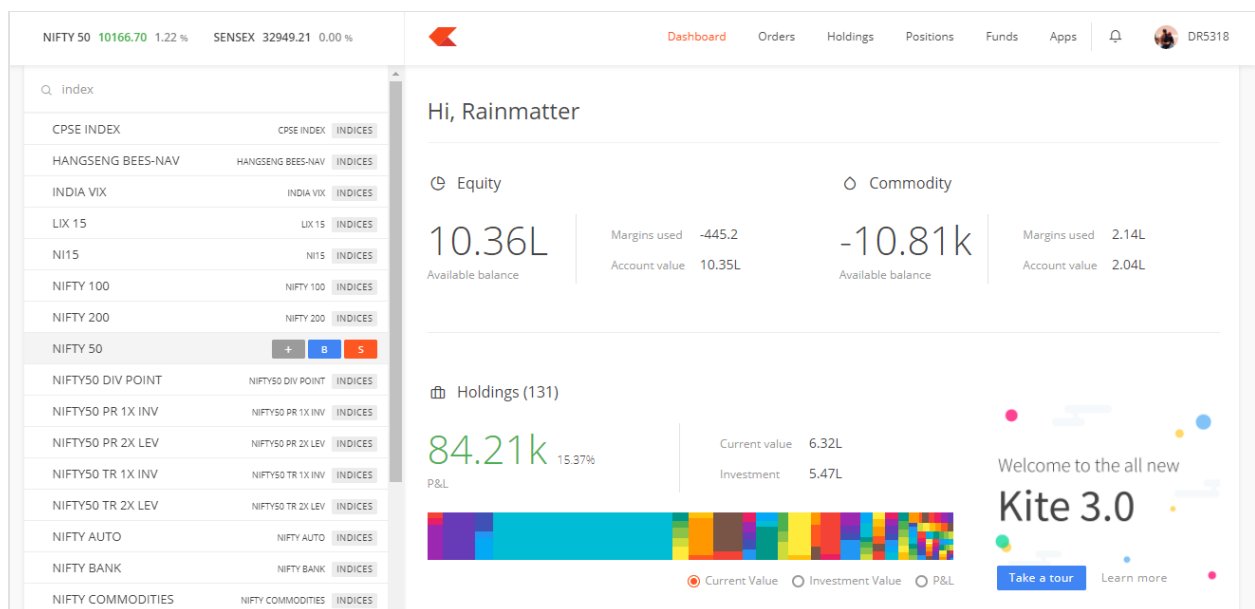 NIFTY 50 10166.70 1.22 % SENSEX 32949.21 0.00 %
Dashboard Orders Holdings Positions Funds Apps DR5318
index
CPSE INDEX CPSE INDEX INDICES
HANGSENG BEES-NAV HANGSENG BEES-NAV INDICES
INDIA VIX INDIA VIX INDICES
LIX 15 LIX 15 INDICES
NI15 NI15 INDICES
NIFTY 100 NIFTY 100 INDICES
NIFTY 200 NIFTY 200 INDICES
NIFTY 50 + B S
NIFTY50 DIV POINT NIFTY50 DIV POINT INDICES
NIFTY50 PR 1X INV NIFTY50 PR 1X INV INDICES
NIFTY50 PR 2X LEV NIFTY50 PR 2X LEV INDICES
NIFTY50 TR 1X INV NIFTY50 TR 1X INV INDICES
NIFTY50 TR 2X LEV NIFTY50 TR 2X LEV INDICES
NIFTY AUTO NIFTY AUTO INDICES
NIFTY BANK NIFTY BANK INDICES
NIFTY COMMODITIES NIFTY COMMODITIES INDICES
Hi, Rainmatter
Equity
10.36L
Available balance
Margins used -445.2
Account value 10.35L
Commodity
-10.81k
Available balance
Margins used 2.14L
Account value 2.04L
Holdings (131)
84.21k 15.37%
P&L
Current value 6.32L
Investment 5.47L
Current Value Investment Value P&L
Welcome to the all new
Kite 3.0
Take a tour Learn more